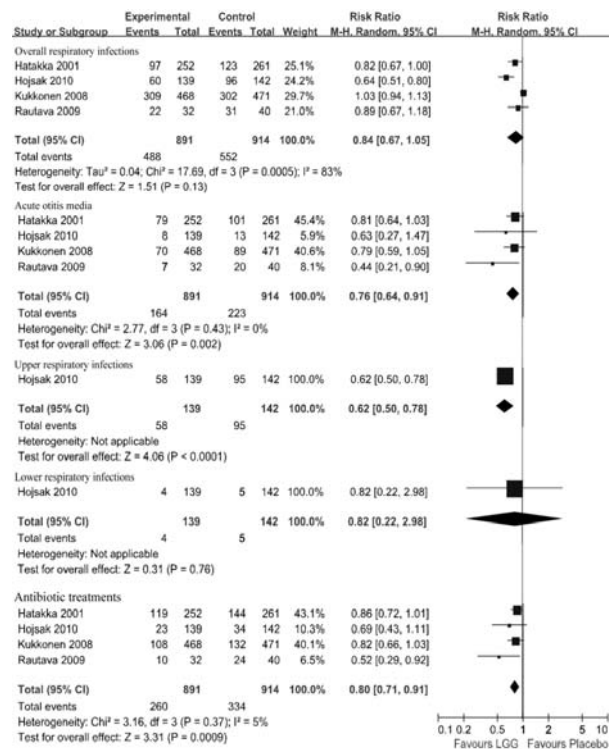 Experimental Control Risk Ratio Risk Ratio
Study or Subgroup Events Total Events Total Weight M-H. Random. 95% CI M-H. Random. 95% CI
Overall respiratory infections
Hatakka 2001 97 252 123 261 25.1% 0.82 [0.67, 1.00]
Hojsak 2010 60 139 96 142 24.2% 0.64 [0.51, 0.80]
Kukkonen 2008 309 468 302 471 29.7% 1.03 [0.94, 1.13]
Rautava 2009 22 32 31 40 21.0% 0.89 [0.67, 1.18]
Total (95% CI) 891 914 100.0% 0.84 [0.67, 1.05]
Total events 488 552
Heterogeneity: Tau² = 0.04; Chi² = 17.69, df = 3 (P = 0.0005); I² = 83%
Test for overall effect: Z = 1.51 (P = 0.13)
Acute otitis media
Hatakka 2001 79 252 101 261 45.4% 0.81 [0.64, 1.03]
Hojsak 2010 8 139 13 142 5.9% 0.63 [0.27, 1.47]
Kukkonen 2008 70 468 89 471 40.6% 0.79 [0.59, 1.05]
Rautava 2009 7 32 20 40 8.1% 0.44 [0.21, 0.90]
Total (95% CI) 891 914 100.0% 0.76 [0.64, 0.91]
Total events 164 223
Heterogeneity: Chi² = 2.77, df = 3 (P = 0.43); I² = 0%
Test for overall effect: Z = 3.06 (P = 0.002)
Upper respiratory infections
Hojsak 2010 58 139 95 142 100.0% 0.62 [0.50, 0.78]
Total (95% CI) 139 142 100.0% 0.62 [0.50, 0.78]
Total events 58 95
Heterogeneity: Not applicable
Test for overall effect: Z = 4.06 (P < 0.0001)
Lower respiratory infections
Hojsak 2010 4 139 5 142 100.0% 0.82 [0.22, 2.98]
Total (95% CI) 139 142 100.0% 0.82 [0.22, 2.98]
Total events 4 5
Heterogeneity: Not applicable
Test for overall effect: Z = 0.31 (P = 0.76)
Antibiotic treatments
Hatakka 2001 119 252 144 261 43.1% 0.86 [0.72, 1.01]
Hojsak 2010 23 139 34 142 10.3% 0.69 [0.43, 1.11]
Kukkonen 2008 108 468 132 471 40.1% 0.82 [0.66, 1.03]
Rautava 2009 10 32 24 40 6.5% 0.52 [0.29, 0.92]
Total (95% CI) 891 914 100.0% 0.80 [0.71, 0.91]
Total events 260 334
Heterogeneity: Chi² = 3.16, df = 3 (P = 0.37); I² = 5%
Test for overall effect: Z = 3.31 (P = 0.0009)
0.1 0.2 0.5 1 2 5 10
Favours LGG Favours Placebo